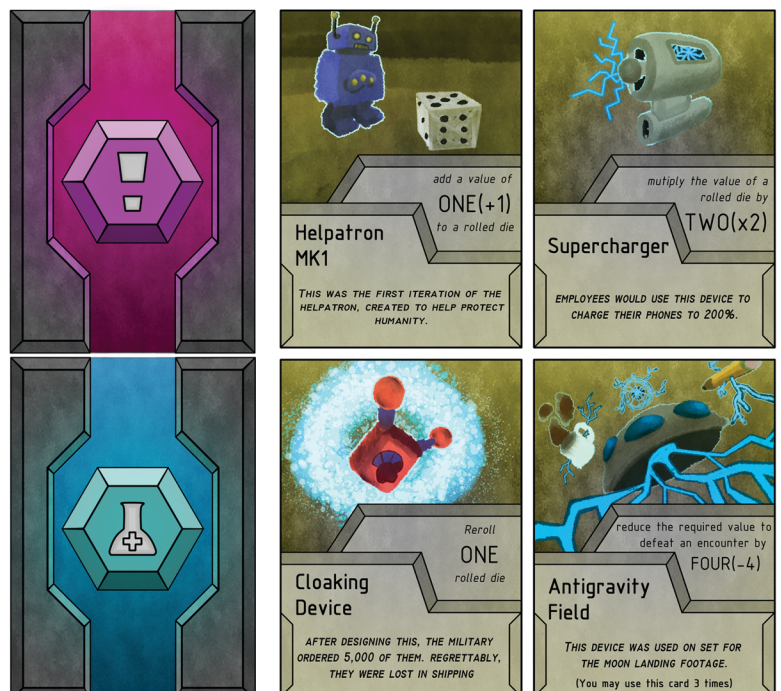 add a value of
ONE(+1)
to a rolled die
Helpatron
MK1
THIS WAS THE FIRST ITERATION OF THE
HELPATRON, CREATED TO HELP PROTECT
HUMANITY.
mutiply the value of a
rolled die by
TWO(x2)
Supercharger
EMPLOYEES WOULD USE THIS DEVICE TO
CHARGE THEIR PHONES TO 200%.
Reroll
ONE
rolled die
Cloaking
Device
AFTER DESIGNING THIS, THE MILITARY
ORDERED 5,000 OF THEM. REGRETTABLY,
THEY WERE LOST IN SHIPPING
reduce the required value to
defeat an encounter by
FOUR(-4)
Antigravity
Field
THIS DEVICE WAS USED ON SET FOR
THE MOON LANDING FOOTAGE.
(You may use this card 3 times)